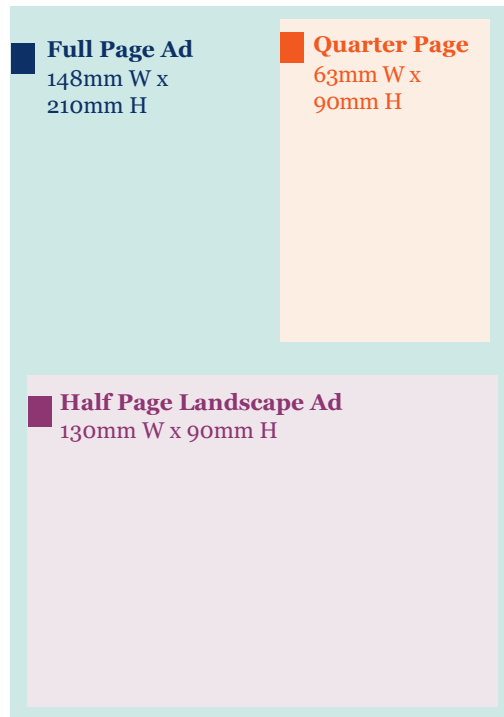 Full Page Ad
148mm W x
210mm H
Quarter Page
63mm W x
90mm H
Half Page Landscape Ad
130mm W x 90mm H